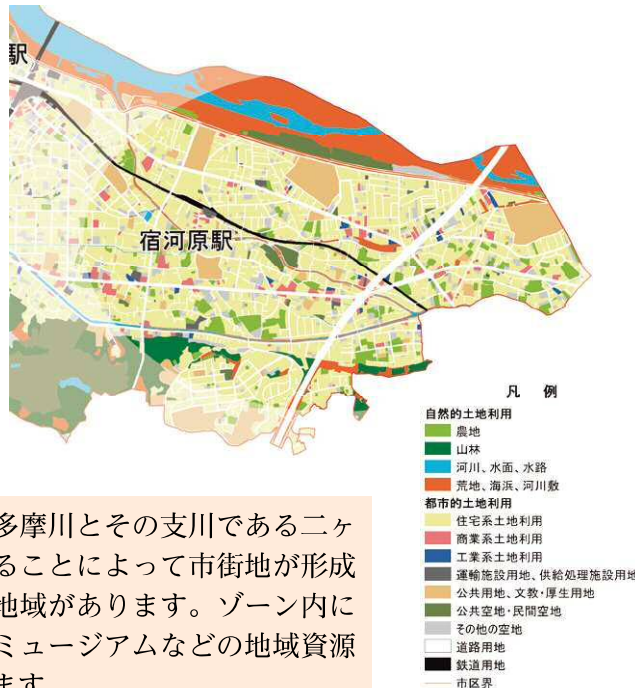 駅
宿河原駅
凡 例
自然的土地利用
農地
山林
河川、水面、水路
荒地、海浜、河川敷
都市的土地利用
住宅系土地利用
商業系土地利用
工業系土地利用
運輸施設用地、供給処理施設用地
公共用地、文教・厚生用地
公共空地・民間空地
その他の空地
道路用地
鉄道用地
市区界
多摩川とその支川である二ヶ
ることによって市街地が形成
地域があります。ゾーン内に
ミュージアムなどの地域資源
ます。